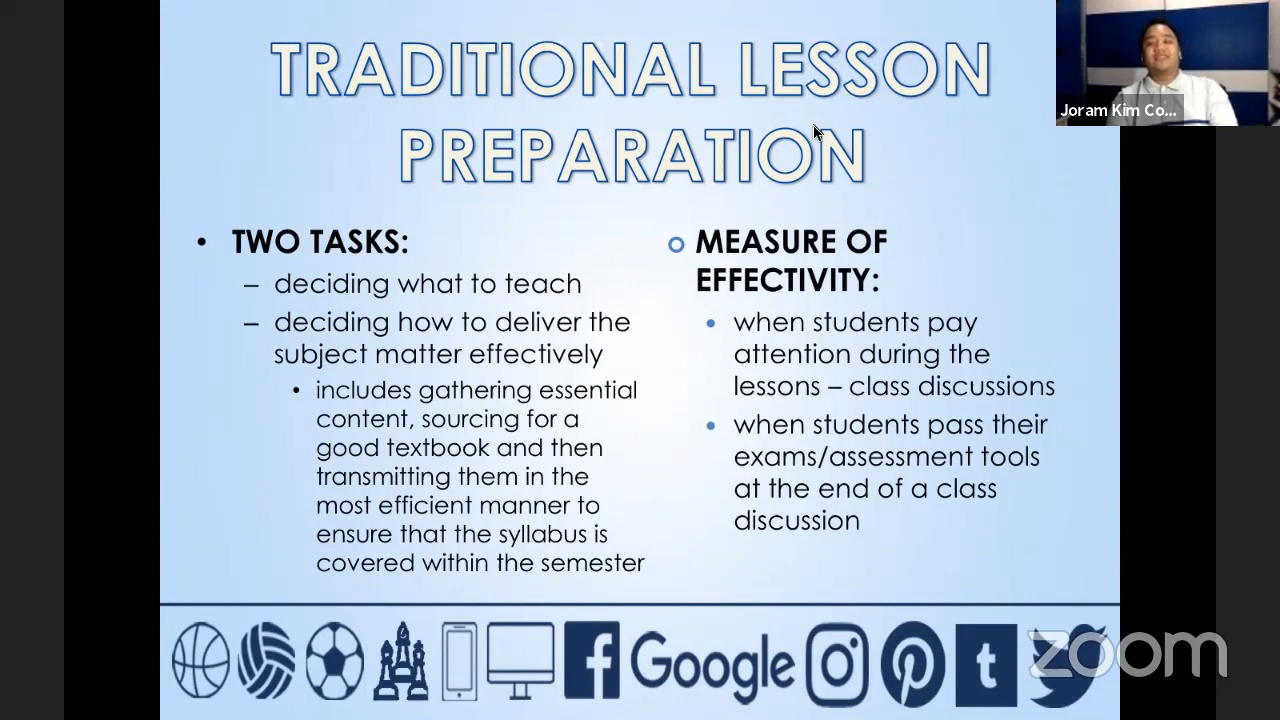 TRADITIONAL LESSON
PREPARATION
Joram Kim Co...
• TWO TASKS:
– deciding what to teach
– deciding how to deliver the
subject matter effectively
• includes gathering essential
content, sourcing for a
good textbook and then
transmitting them in the
most efficient manner to
ensure that the syllabus is
covered within the semester
MEASURE OF
EFFECTIVITY:
• when students pay
attention during the
lessons – class discussions
• when students pass their
exams/assessment tools
at the end of a class
discussion
Google
zoom